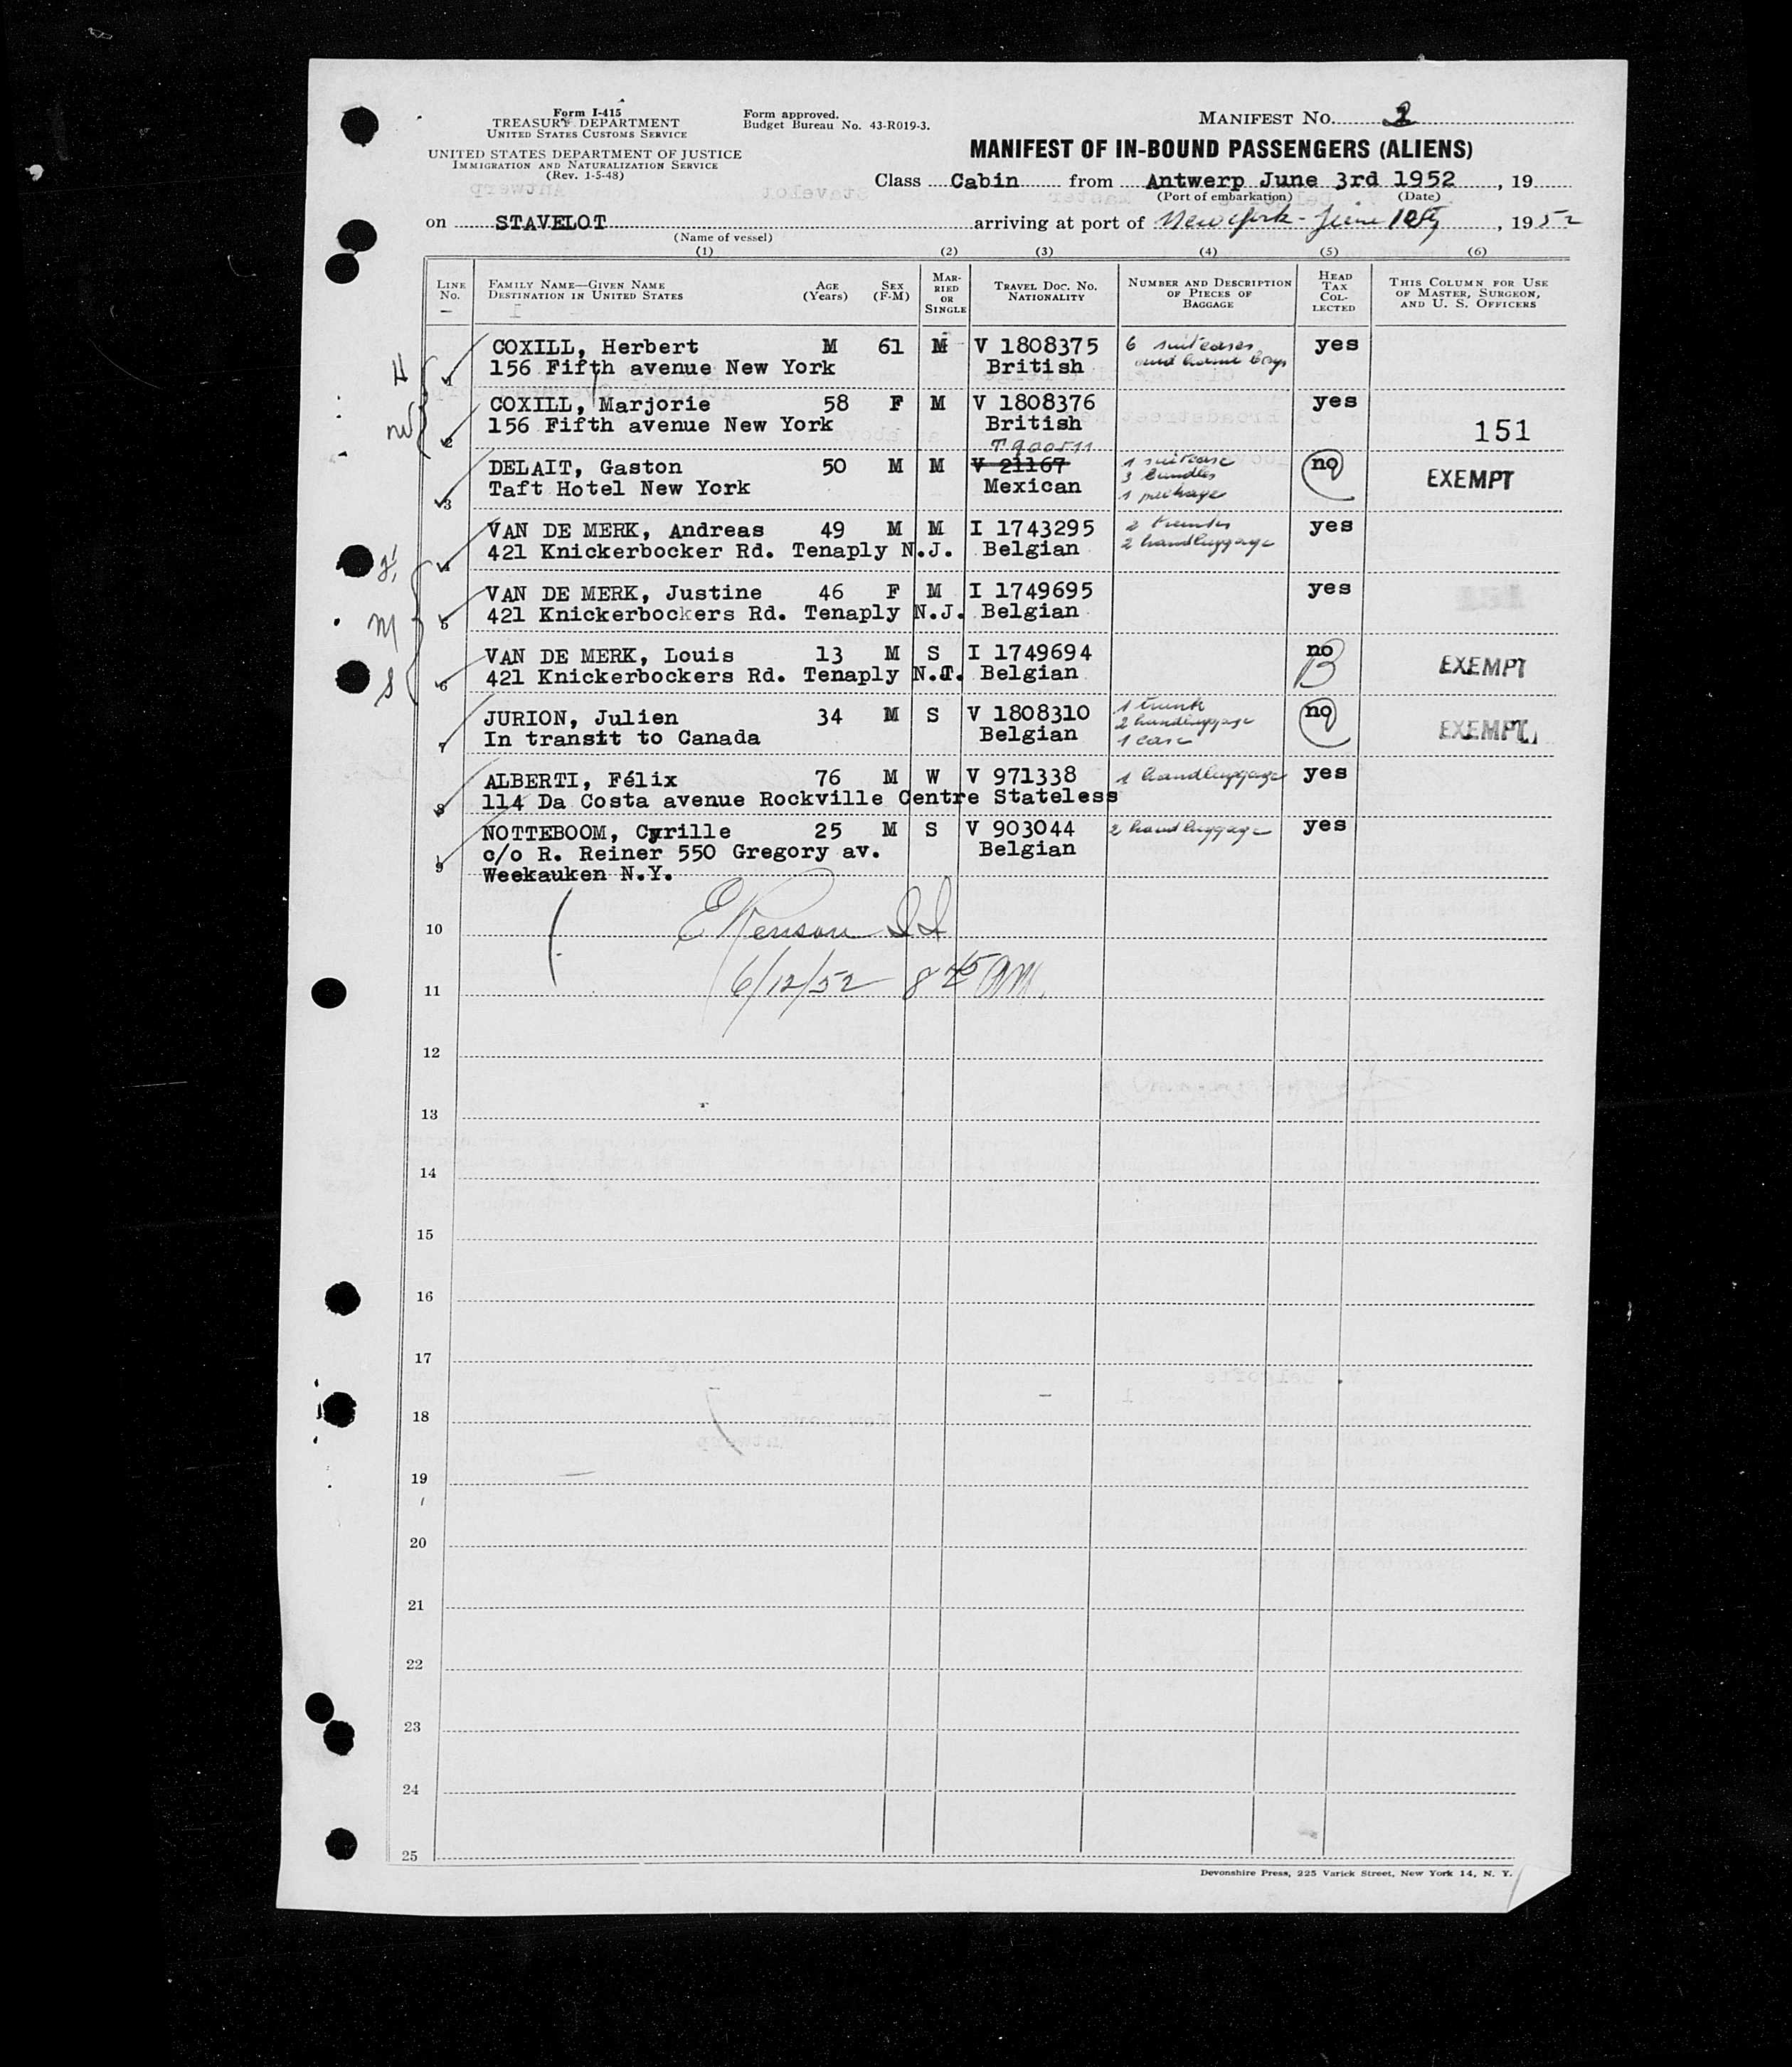 Form I-415
TREASURY DEPARTMENT
UNITED STATES CUSTOMS SERVICE
UNITED STATES DEPARTMENT OF JUSTICE
IMMIGRATION AND NATURALIZATION SERVICE
(Rev. 1-5-48)
Form approved.
Budget Bureau No. 43-R019-3.
MANIFEST No.
MANIFEST OF IN-BOUND PASSENGERS (ALIENS)
Class Cabin from Antwerp June 3rd 1952, 19
(Port of embarkation) (Date)
on STAVELOT arriving at port of New York - June, 1952
(Name of vessel)
(1) (2) (3) (4) (5) (6)
LINE No. FAMILY NAME—GIVEN NAME DESTINATION IN UNITED STATES AGE (Years) SEX (F-M) MARRIED OR SINGLE TRAVEL DOC. NO. NATIONALITY NUMBER AND DESCRIPTION OF PIECES OF BAGGAGE HEAD TAX COLLECTED THIS COLUMN FOR USE OF MASTER, SURGEON, AND U. S. OFFICERS
1 COXILL, Herbert M 61 M V 1808375 6 suitcases yes
156 Fifth avenue New York British
2 COXILL, Marjorie 58 F M V 1808376 yes
156 Fifth avenue New York British 151
T900511
3 DELAIT, Gaston 50 M M V 21167 1 suitcase no EXEMPT
Taft Hotel New York Mexican 3 bundles
1 package
4 VAN DE MERK, Andreas 49 M M I 1743295 2 trunks yes
421 Knickerbocker Rd. Tenaply N.J. Belgian 2 handluggage
5 VAN DE MERK, Justine 46 F M I 1749695 yes
421 Knickerbockers Rd. Tenaply N.J. Belgian
6 VAN DE MERK, Louis 13 M S I 1749694 no EXEMPT
421 Knickerbockers Rd. Tenaply N.J. Belgian
7 JURION, Julien 34 M S V 1808310 1 trunk no EXEMPT
In transit to Canada Belgian 2 handluggage
1 case
8 ALBERTI, Félix 76 M W V 971338 1 handluggage yes
114 Da Costa avenue Rockville Centre Stateless
9 NOTTEBOOM, Cyrille 25 M S V 903044 2 handluggage yes
c/o R. Reiner 550 Gregory av. Belgian
Weekauken N.Y.
10
6/12/52 8 45 AM.
11
12
13
14
15
16
17
18
19
20
21
22
23
24
25
Devonshire Press, 225 Varick Street, New York 14, N. Y.